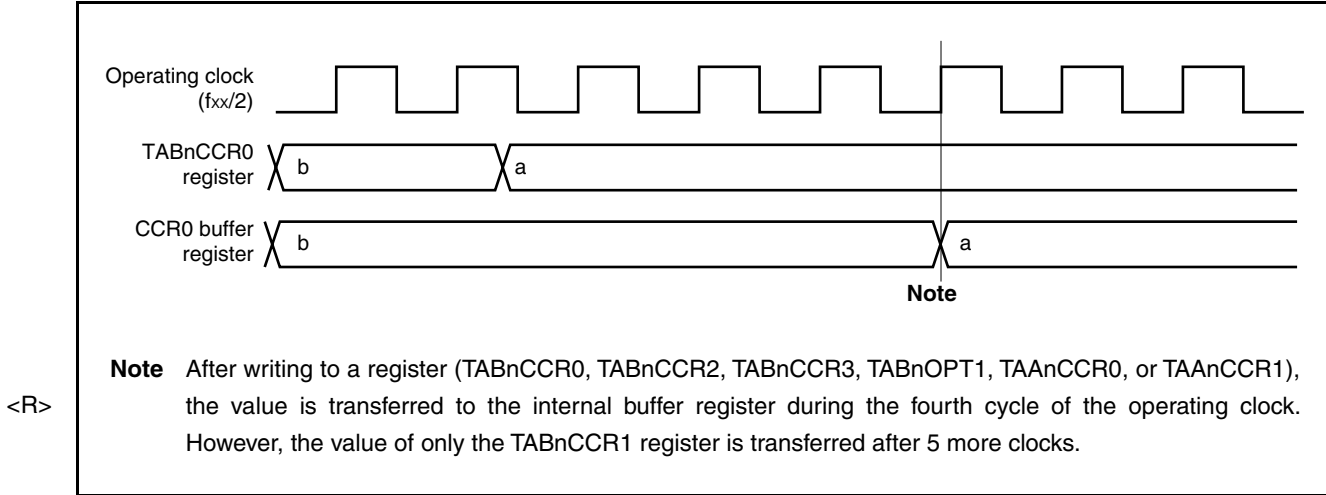 Operating clock
(fxx/2)
TABnCCR0
register
b
a
CCR0 buffer
register
b
a
Note
Note After writing to a register (TABnCCR0, TABnCCR2, TABnCCR3, TABnOPT1, TAAnCCR0, or TAAnCCR1),
<R> the value is transferred to the internal buffer register during the fourth cycle of the operating clock.
However, the value of only the TABnCCR1 register is transferred after 5 more clocks.